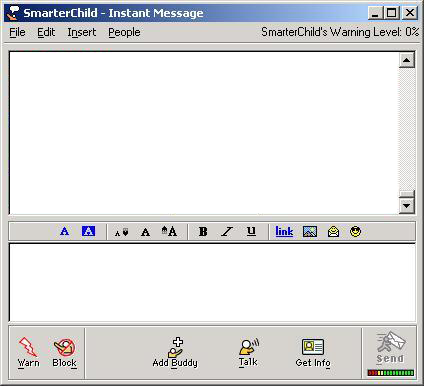 SmarterChild - Instant Message
File Edit Insert People SmarterChild's Warning Level: 0%
A A A A A B I U link
Warn Block Add Buddy Talk Get Info Send